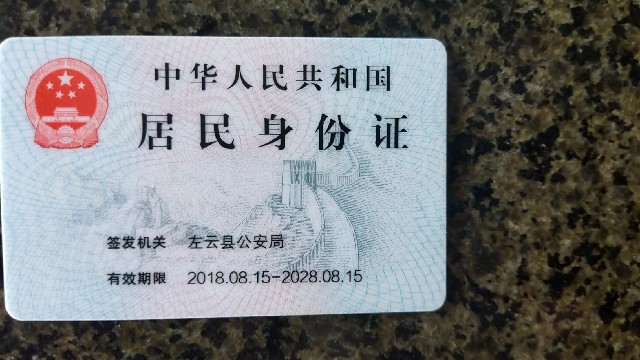 中华人民共和国
居民身份证
签发机关 左云县公安局
有效期限 2018.08.15-2028.08.15